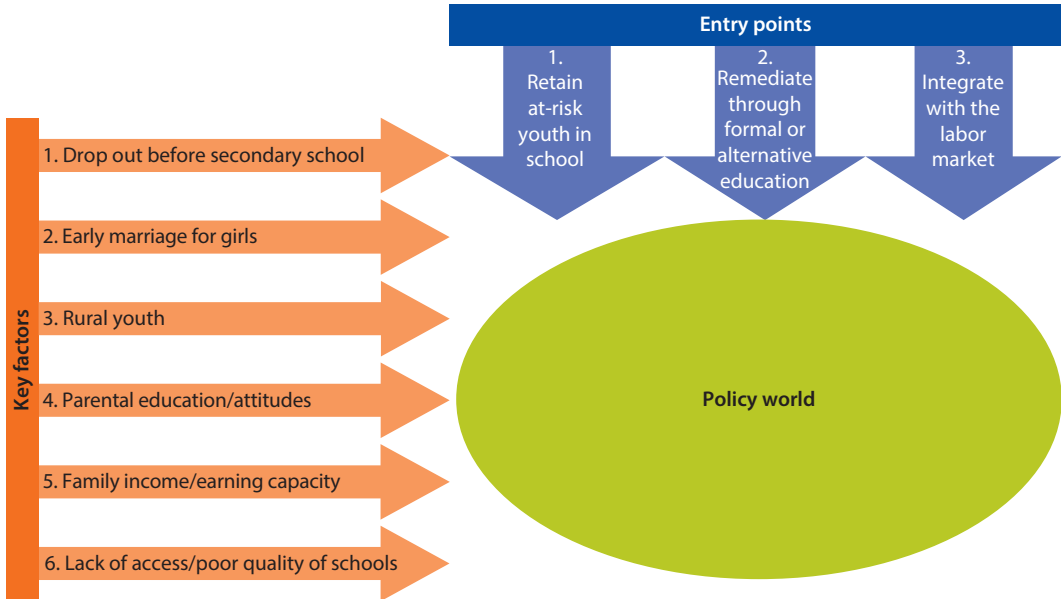 Entry points
1.
Retain
at-risk
youth in
school
2.
Remediate
through
formal or
alternative
education
3.
Integrate
with the
labor
market
Key factors
1. Drop out before secondary school
2. Early marriage for girls
3. Rural youth
4. Parental education/attitudes
5. Family income/earning capacity
6. Lack of access/poor quality of schools
Policy world